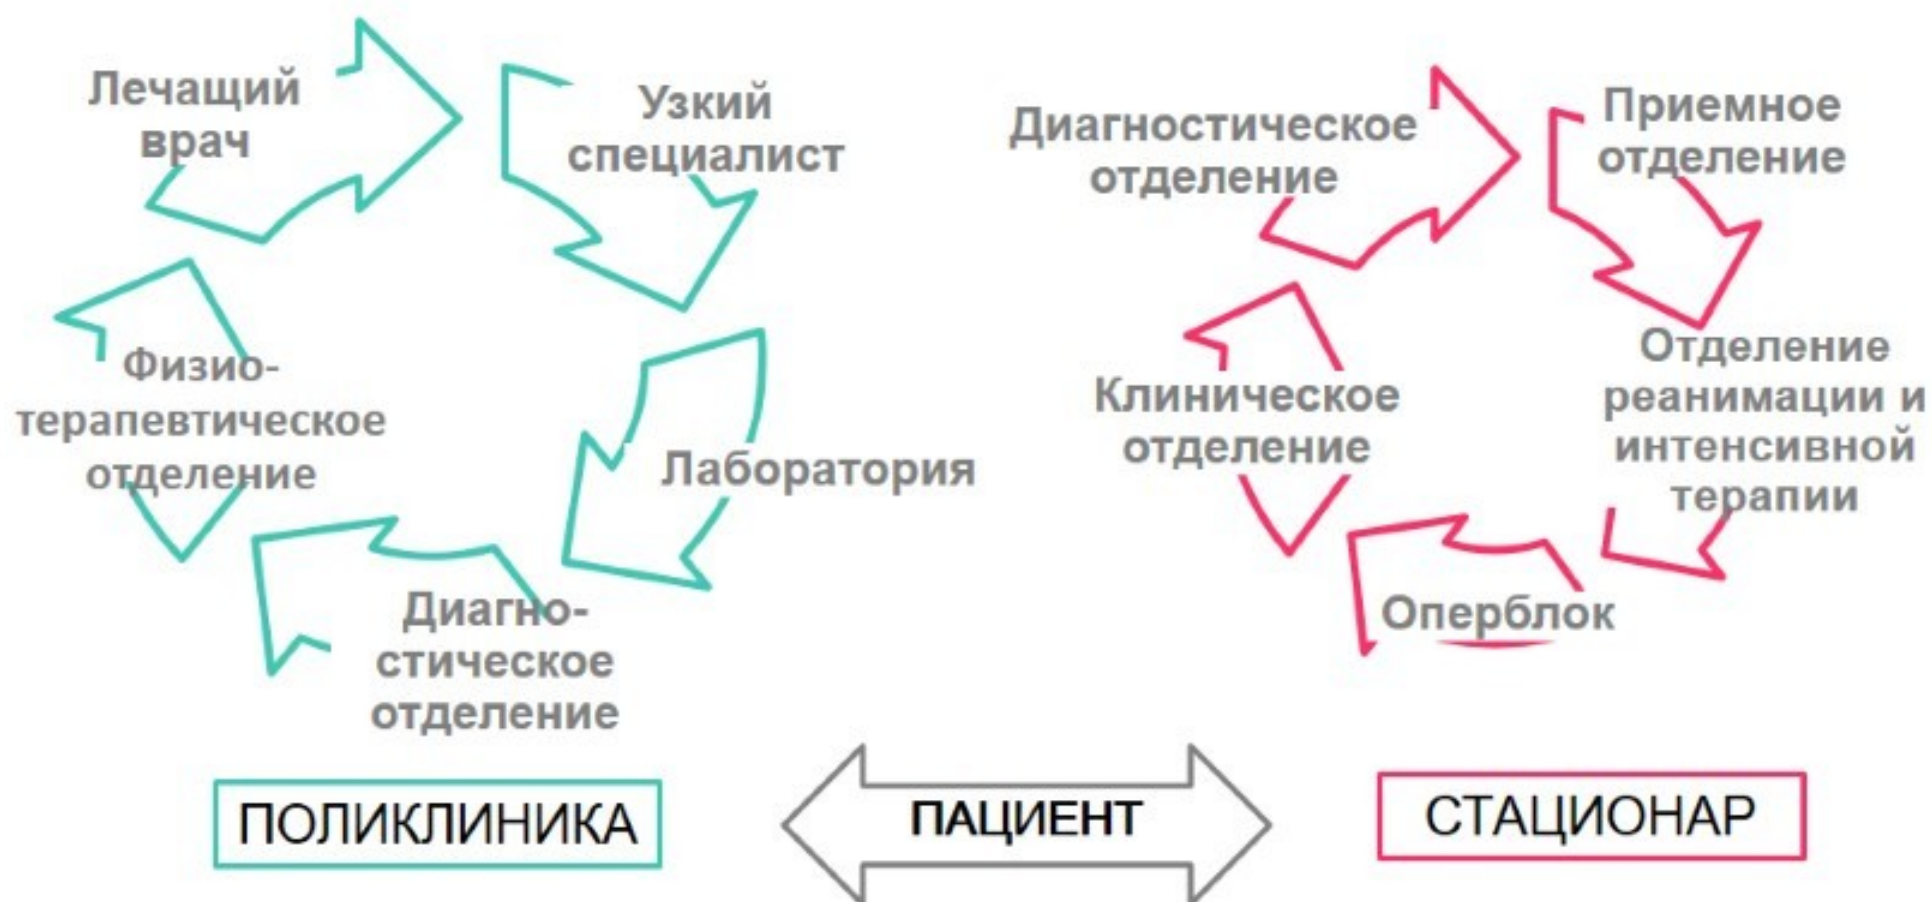 Лечащий
врач
Узкий
специалист
Лаборатория
Диагно-
стическое
отделение
Физио-
терапевтическое
отделение
ПОЛИКЛИНИКА
ПАЦИЕНТ
Диагностическое
отделение
Приемное
отделение
Отделение
реанимации и
интенсивной
терапии
Оперблок
Клиническое
отделение
СТАЦИОНАР